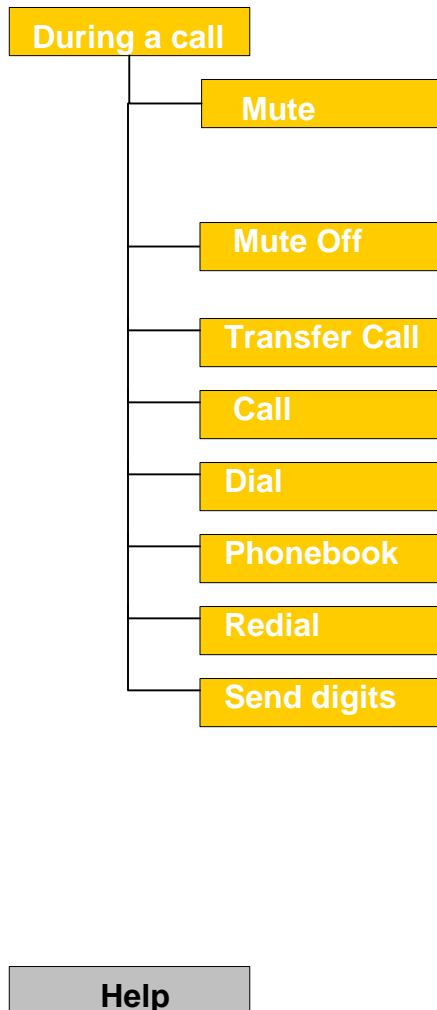 During a call
Mute
Mute Off
Transfer Call
Call
Dial
Phonebook
Redial
Send digits
Help